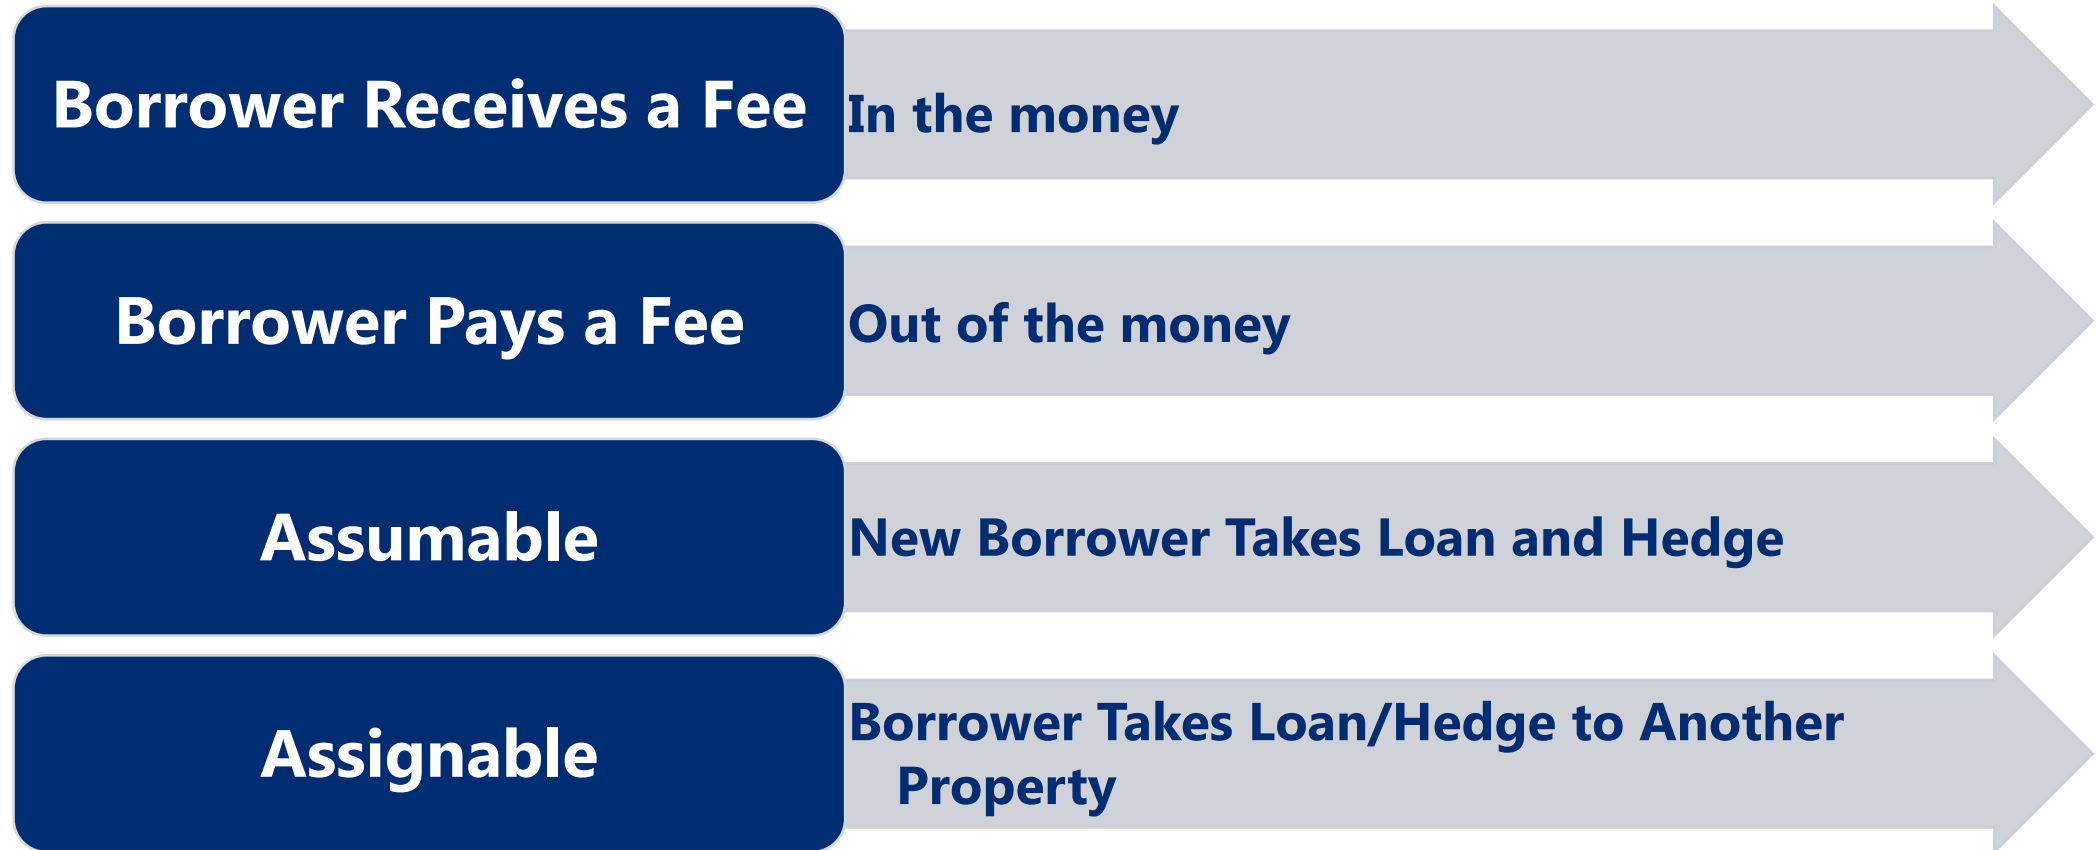 Borrower Receives a Fee
In the money
Borrower Pays a Fee
Out of the money
Assumable
New Borrower Takes Loan and Hedge
Assignable
Borrower Takes Loan/Hedge to Another
Property